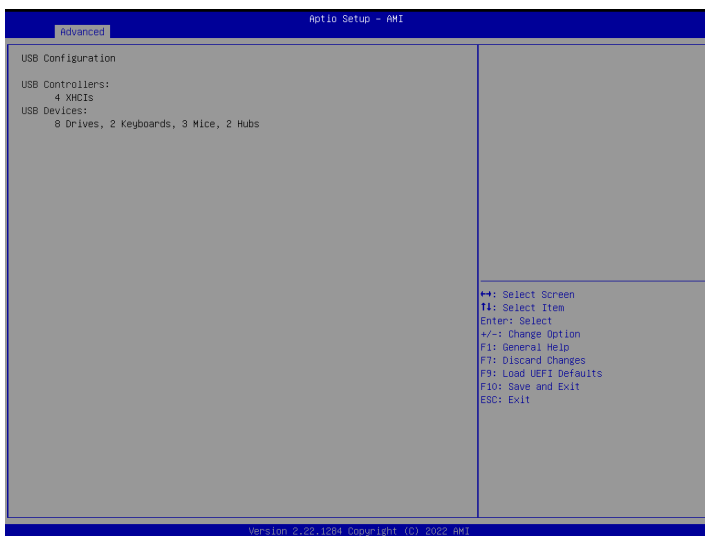 Aptio Setup - AMI
Advanced
USB Configuration
USB Controllers:
4 XHCIs
USB Devices:
8 Drives, 2 Keyboards, 3 Mice, 2 Hubs
↔: Select Screen
↑↓: Select Item
Enter: Select
+/-: Change Option
F1: General Help
F7: Discard Changes
F9: Load UEFI Defaults
F10: Save and Exit
ESC: Exit
Version 2.22.1284 Copyright (C) 2022 AMI